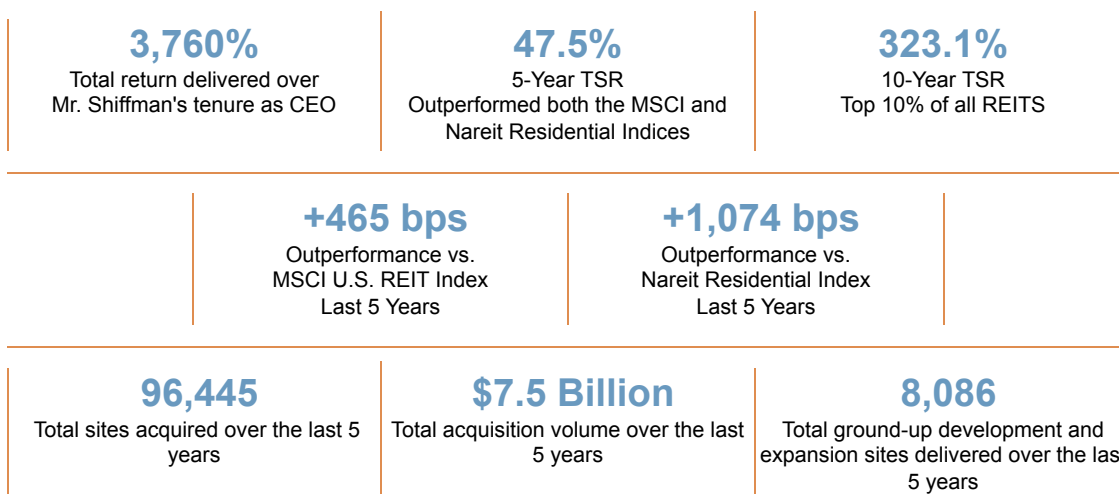 3,760%
Total return delivered over
Mr. Shiffman's tenure as CEO
47.5%
5-Year TSR
Outperformed both the MSCI and
Nareit Residential Indices
323.1%
10-Year TSR
Top 10% of all REITS
+465 bps
Outperformance vs.
MSCI U.S. REIT Index
Last 5 Years
+1,074 bps
Outperformance vs.
Nareit Residential Index
Last 5 Years
96,445
Total sites acquired over the last 5
years
$7.5 Billion
Total acquisition volume over the last
5 years
8,086
Total ground-up development and
expansion sites delivered over the las
5 years